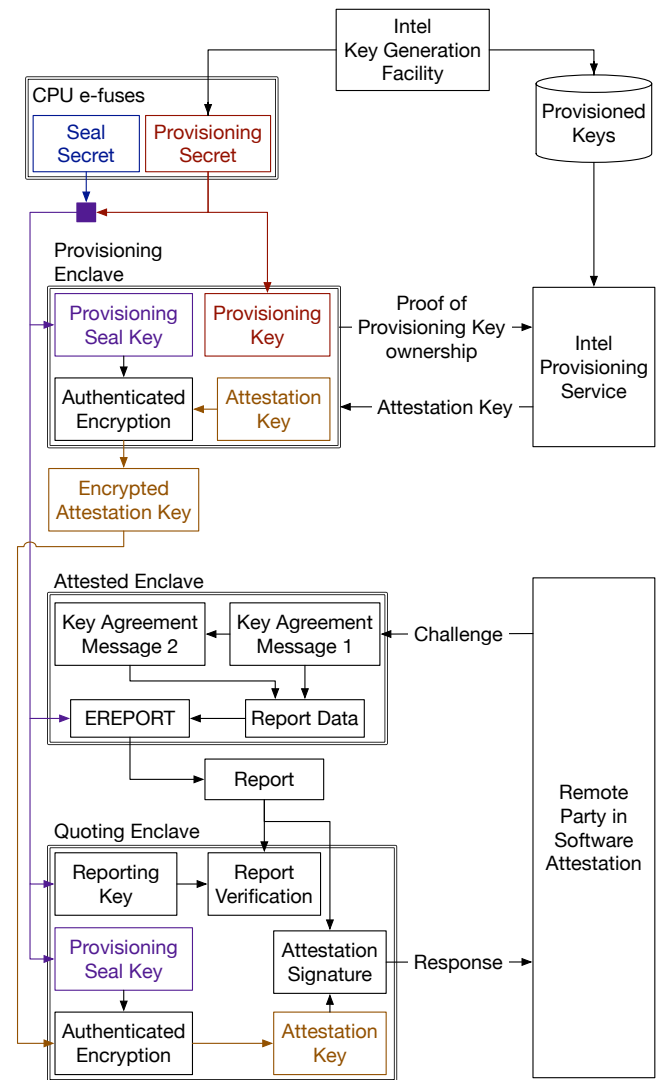 Intel
Key Generation
Facility
CPU e-fuses
Seal
Secret
Provisioning
Secret
Provisioned
Keys
Provisioning
Enclave
Provisioning
Seal Key
Provisioning
Key
Proof of
Provisioning Key
ownership
Intel
Provisioning
Service
Authenticated
Encryption
Attestation
Key
Attestation Key
Encrypted
Attestation Key
Attested Enclave
Key Agreement
Message 2
Key Agreement
Message 1
Challenge
EREPORT
Report Data
Report
Remote
Party in
Software
Attestation
Quoting Enclave
Reporting
Key
Report
Verification
Provisioning
Seal Key
Attestation
Signature
Response
Authenticated
Encryption
Attestation
Key